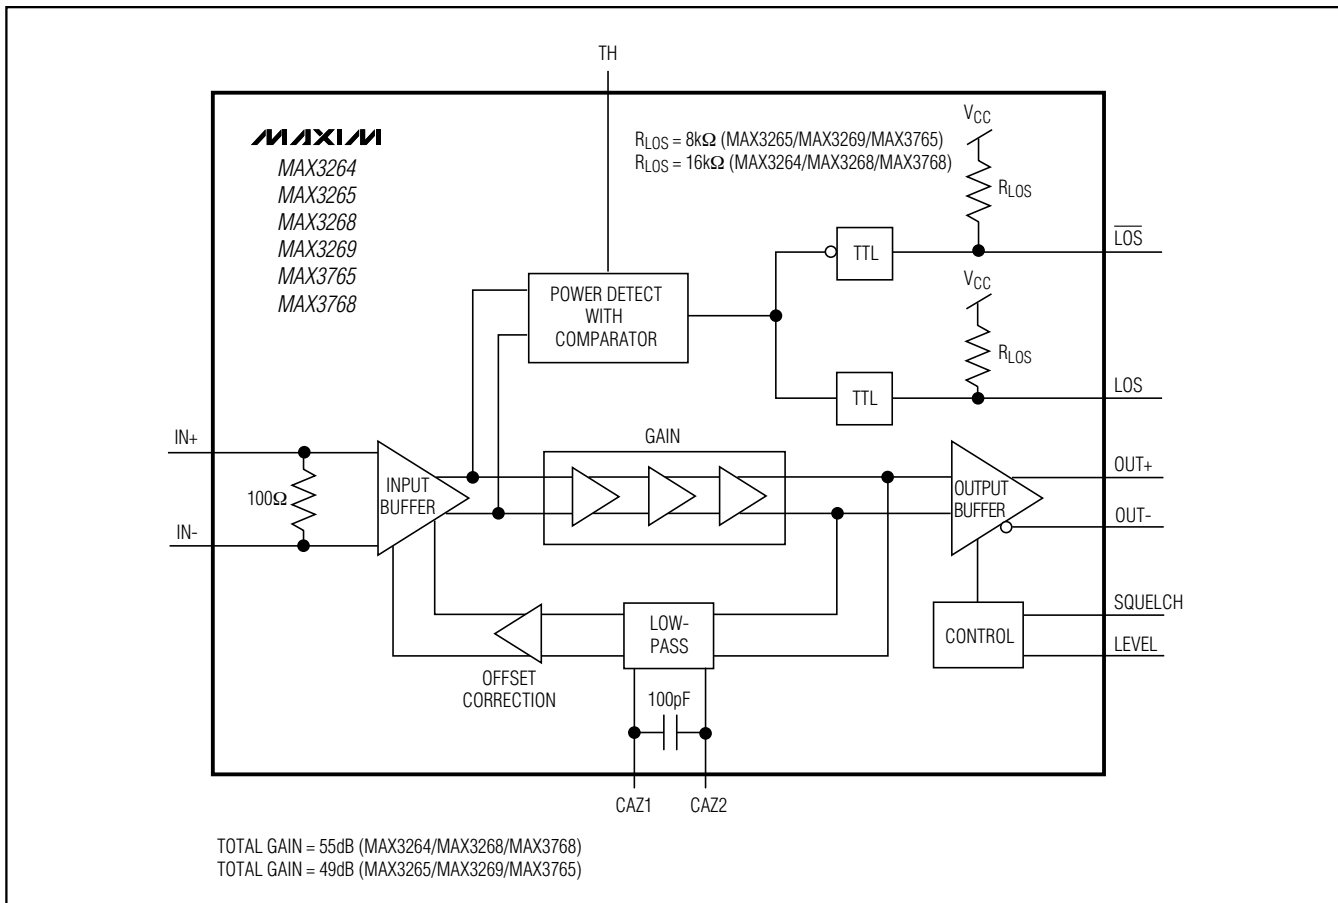 TH
MAXIM
MAX3264
MAX3265
MAX3268
MAX3269
MAX3765
MAX3768
RLOS = 8kΩ (MAX3265/MAX3269/MAX3765)
RLOS = 16kΩ (MAX3264/MAX3268/MAX3768)
VCC
RLOS
TTL
LOS
POWER DETECT
WITH
COMPARATOR
VCC
RLOS
TTL
LOS
IN+
100Ω
IN-
INPUT
BUFFER
GAIN
OUTPUT
BUFFER
OUT+
OUT-
SQUELCH
CONTROL
LEVEL
LOW-
PASS
OFFSET
CORRECTION
100pF
CAZ1
CAZ2
TOTAL GAIN = 55dB (MAX3264/MAX3268/MAX3768)
TOTAL GAIN = 49dB (MAX3265/MAX3269/MAX3765)